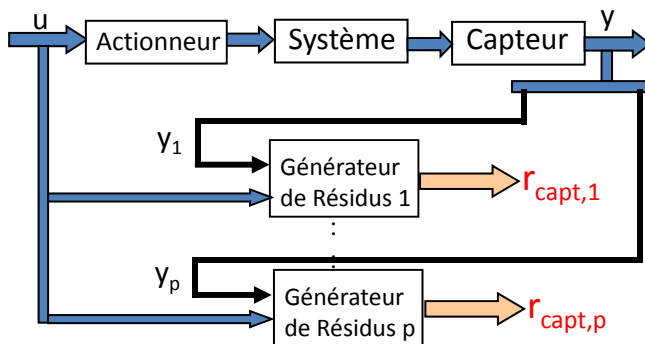 u
y
Actionneur
Système
Capteur
y1
Générateur
de Résidus 1
rcapt,1
yp
Générateur
de Résidus p
rcapt,p